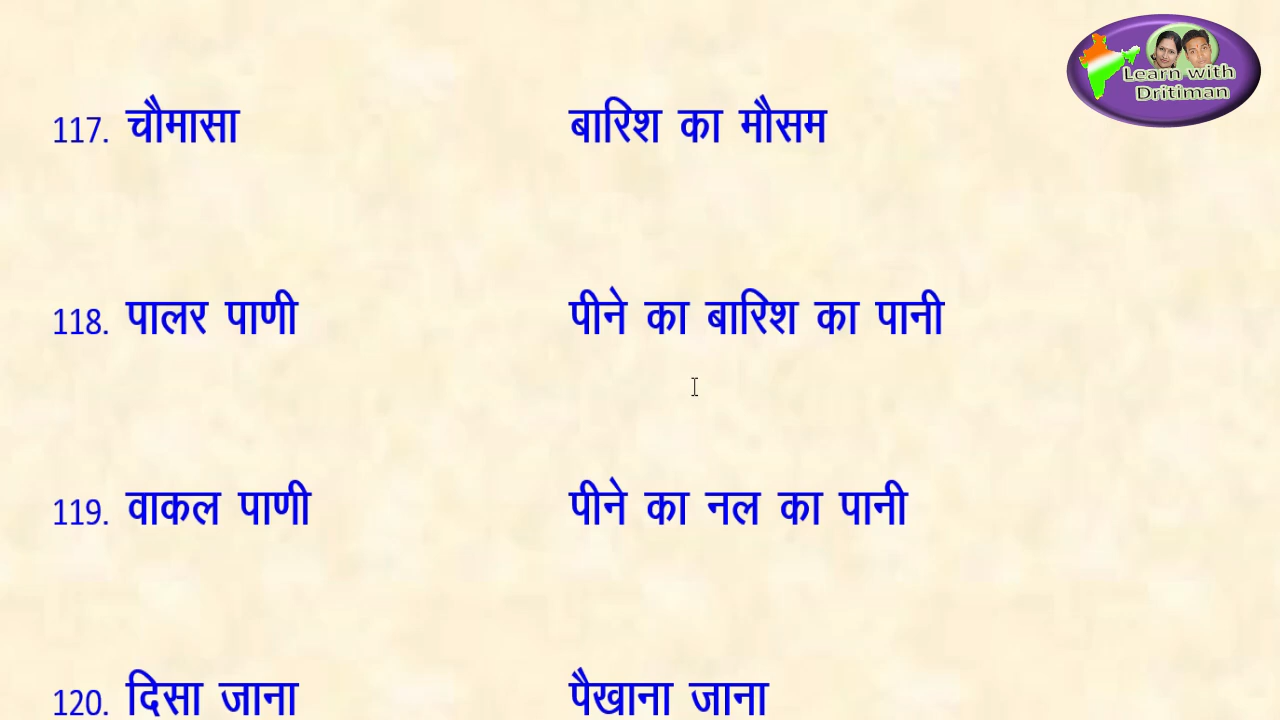 Learn with
Dritiman
117. चौमासा बारिश का मौसम
118. पालर पाणी पीने का बारिश का पानी
119. वाकल पाणी पीने का नल का पानी
120. दिसा जाना पैखाना जाना